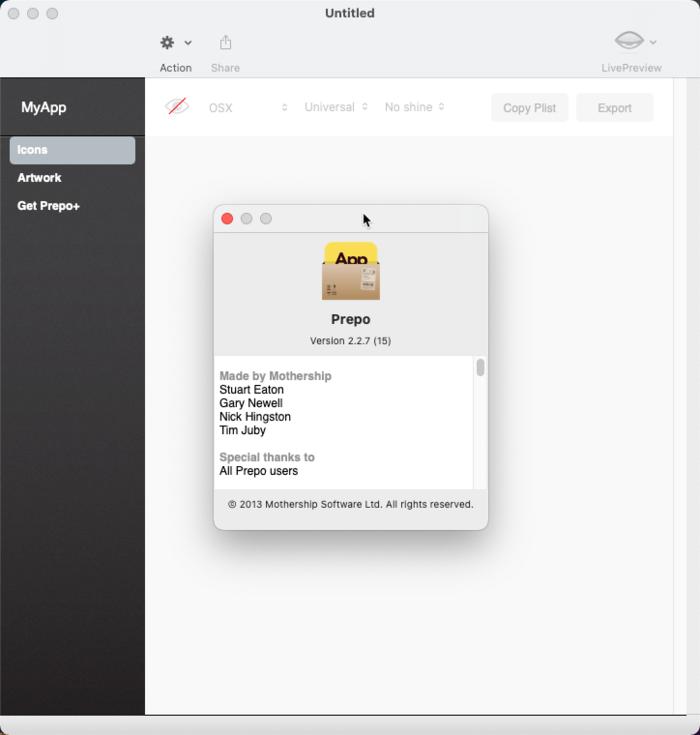 Untitled
Action
Share
LivePreview
MyApp
OSX
Universal
No shine
Copy Plist
Export
Icons
Artwork
Get Prepo+
App
Prepo
Version 2.2.7 (15)
Made by Mothership
Stuart Eaton
Gary Newell
Nick Hingston
Tim Juby
Special thanks to
All Prepo users
© 2013 Mothership Software Ltd. All rights reserved.